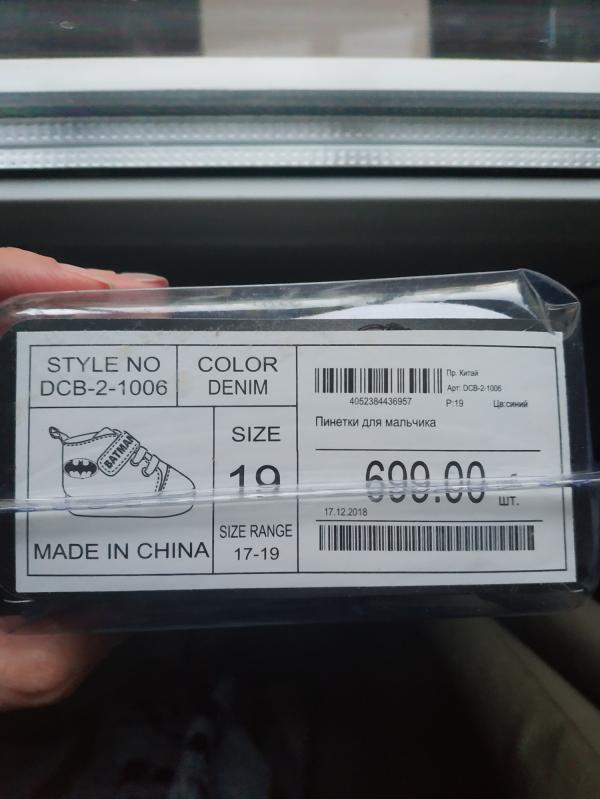 STYLE NO
DCB-2-1006
COLOR
DENIM
BATMAN
SIZE
19
MADE IN CHINA
SIZE RANGE
17-19
Пр. Китай
Арт: DCB-2-1006
4052384436957
Р:19 Цв:синий
Пинетки для мальчика
699.00
шт.
17.12.2018